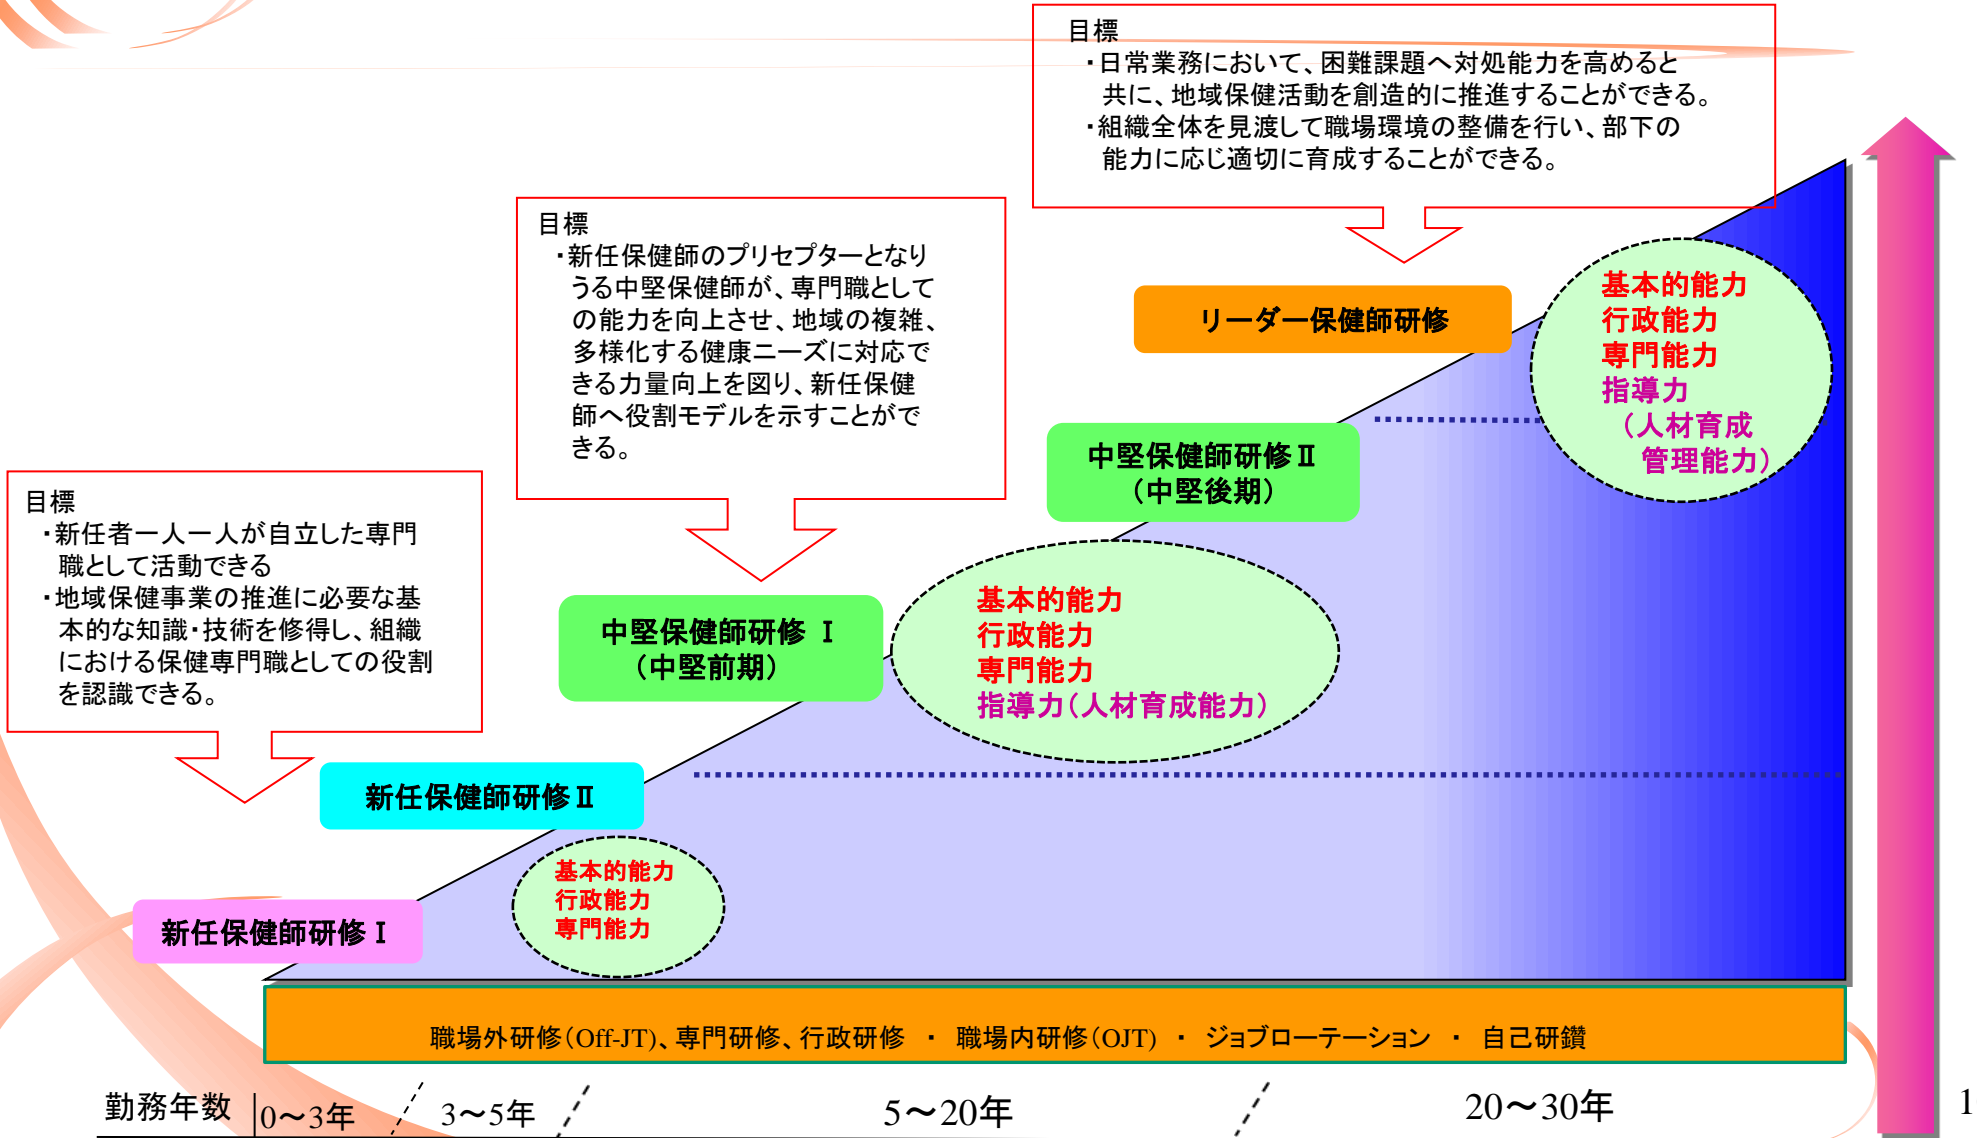 目標
・日常業務において、困難課題へ対処能力を高めると
共に、地域保健活動を創造的に推進することができる。
・組織全体を見渡して職場環境の整備を行い、部下の
能力に応じ適切に育成することができる。
目標
・新任保健師のプリセプターとなり
うる中堅保健師が、専門職として
の能力を向上させ、地域の複雑、
多様化する健康ニーズに対応で
きる力量向上を図り、新任保健
師へ役割モデルを示すことがで
きる。
目標
・新任者一人一人が自立した専門
職として活動できる
・地域保健事業の推進に必要な基
本的な知識・技術を修得し、組織
における保健専門職としての役割
を認識できる。
リーダー保健師研修
基本的能力
行政能力
専門能力
指導力
（人材育成
管理能力）
中堅保健師研修Ⅱ
（中堅後期）
中堅保健師研修 Ⅰ
（中堅前期）
基本的能力
行政能力
専門能力
指導力（人材育成能力）
新任保健師研修Ⅱ
基本的能力
行政能力
専門能力
新任保健師研修Ⅰ
職場外研修（Off-JT）、専門研修、行政研修 ・ 職場内研修（OJT） ・ ジョブローテーション ・ 自己研鑽
勤務年数 0～3年 3～5年 5～20年 20～30年
1